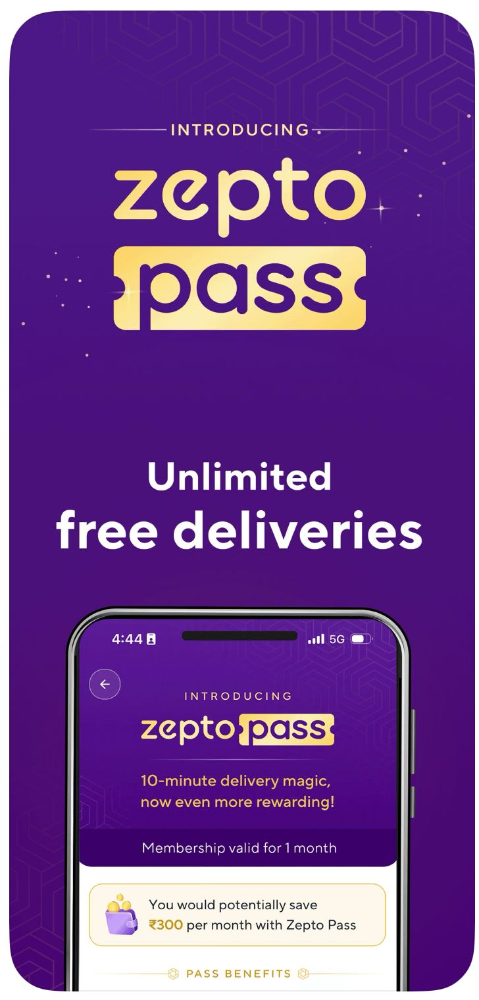 INTRODUCING
zepto
pass
Unlimited
free deliveries
4:44 5G
INTRODUCING
zepto pass
10-minute delivery magic,
now even more rewarding!
Membership valid for 1 month
You would potentially save
₹300 per month with Zepto Pass
PASS BENEFITS